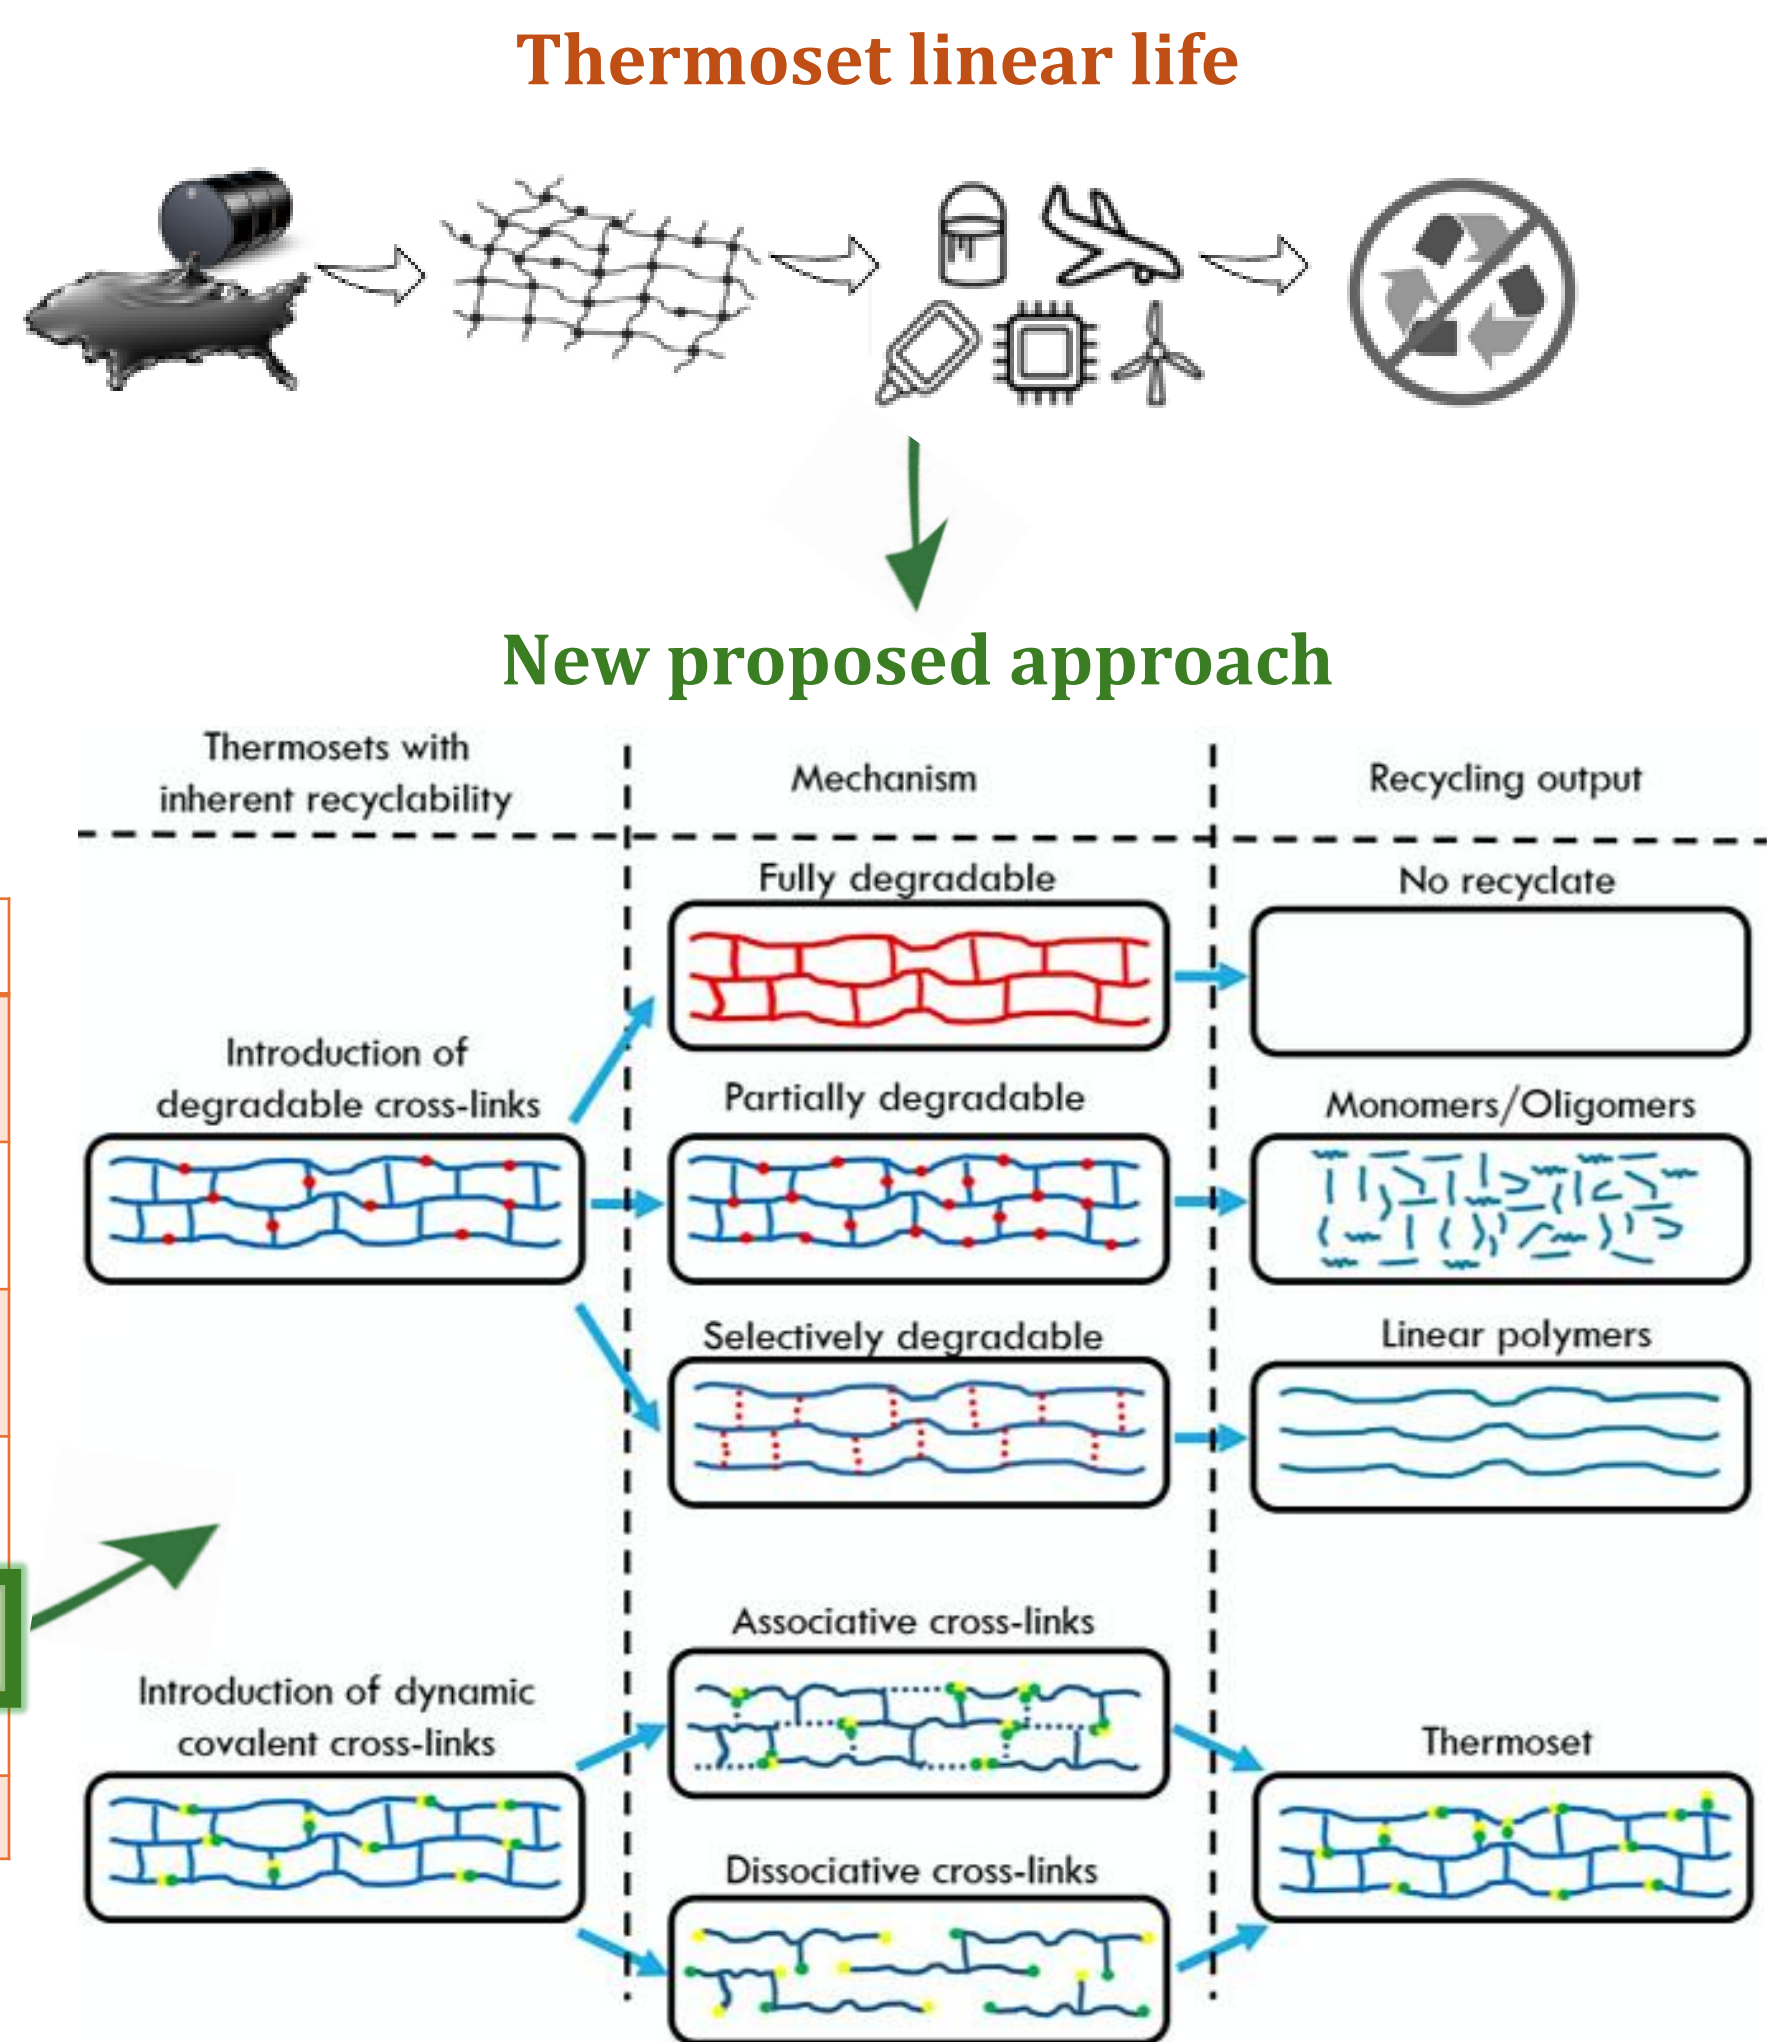 Thermoset linear life
New proposed approach
Thermosets with
inherent recyclability
Mechanism
Recycling output
Fully degradable
No recyclate
Introduction of
degradable cross-links
Partially degradable
Monomers/Oligomers
Selectively degradable
Linear polymers
Associative cross-links
Introduction of dynamic
covalent cross-links
Thermoset
Dissociative cross-links